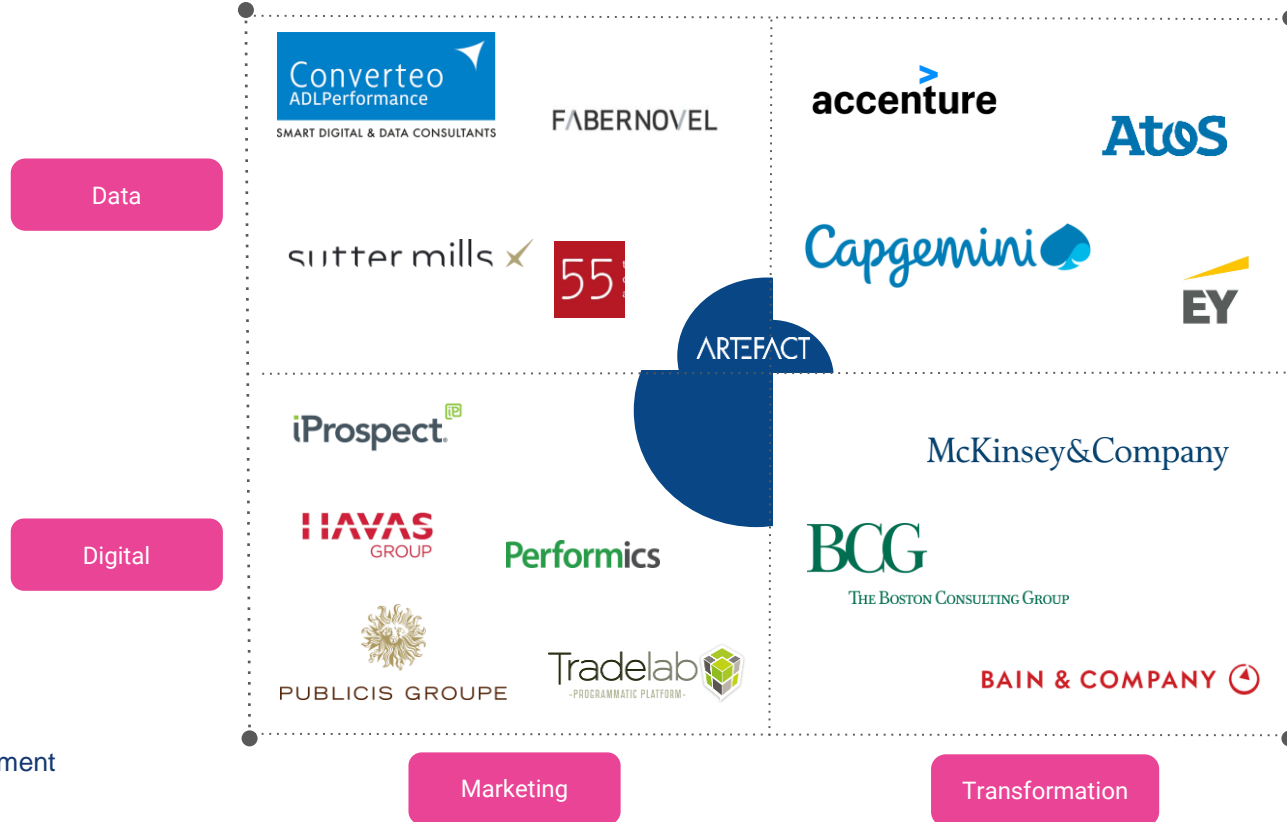 Converteo
ADLPerformance
SMART DIGITAL & DATA CONSULTANTS
FABERNOVEL
accenture
Atos
Data
sutter mills
55
Capgemini
EY
ARTEFACT
iProspect.
iP
McKinsey&Company
HAVAS
GROUP
Performics
BCG
THE BOSTON CONSULTING GROUP
Digital
PUBLICIS GROUPE
Tradelab
-PROGRAMMATIC PLATFORM-
BAIN & COMPANY
ment
Marketing
Transformation